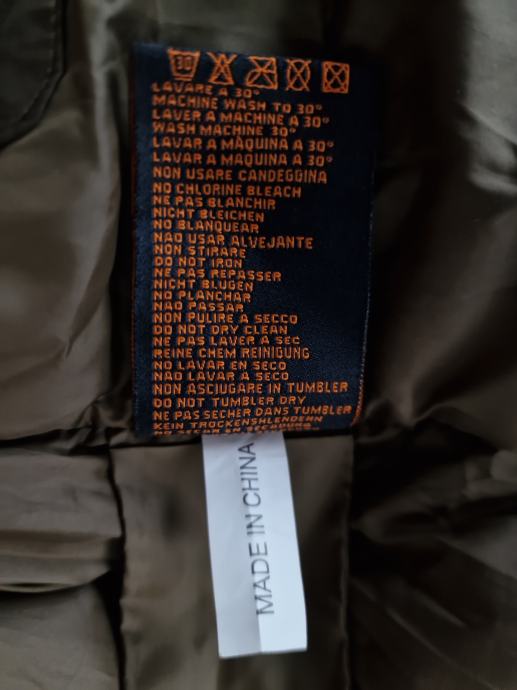 30
LAVARE A 30°
MACHINE WASH TO 30°
LAVER A MACHINE A 30°
WASH MACHINE 30°
LAVAR A MÀQUINA A 30°
LAVAR A MAQUINA A 30°
NON USARE CANDEGGINA
NO CHLORINE BLEACH
NE PAS BLANCHIR
NICHT BLEICHEN
NO BLANQUEAR
NAO USAR ALVEJANTE
NON STIRARE
DO NOT IRON
NE PAS REPASSER
NICHT BLUGEN
NO PLANCHAR
NAO PASSAR
NON PULIRE A SECCO
DO NOT DRY CLEAN
NE PAS LAVER A SEC
REINE CHEM REINIGUNG
NO LAVAR EN SECO
NÃO LAVAR A SECO
NON ASCIUGARE IN TUMBLER
DO NOT TUMBLER DRY
NE PAS SECHER DANS TUMBLER
KEIN TROCKENSHLENDERN
MADE IN CHINA